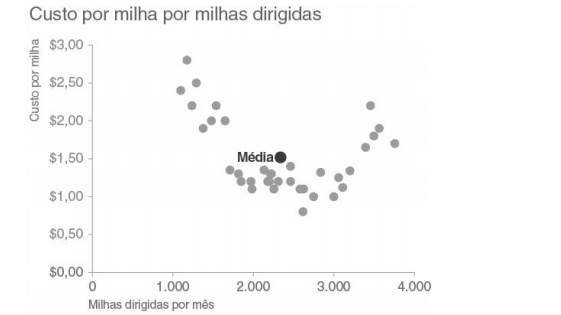 Custo por milha por milhas dirigidas
Custo por milha
$3,00
$2,50
$2,00
$1,50
$1,00
$0,50
$0,00
Média
0 1.000 2.000 3.000 4.000
Milhas dirigidas por mês